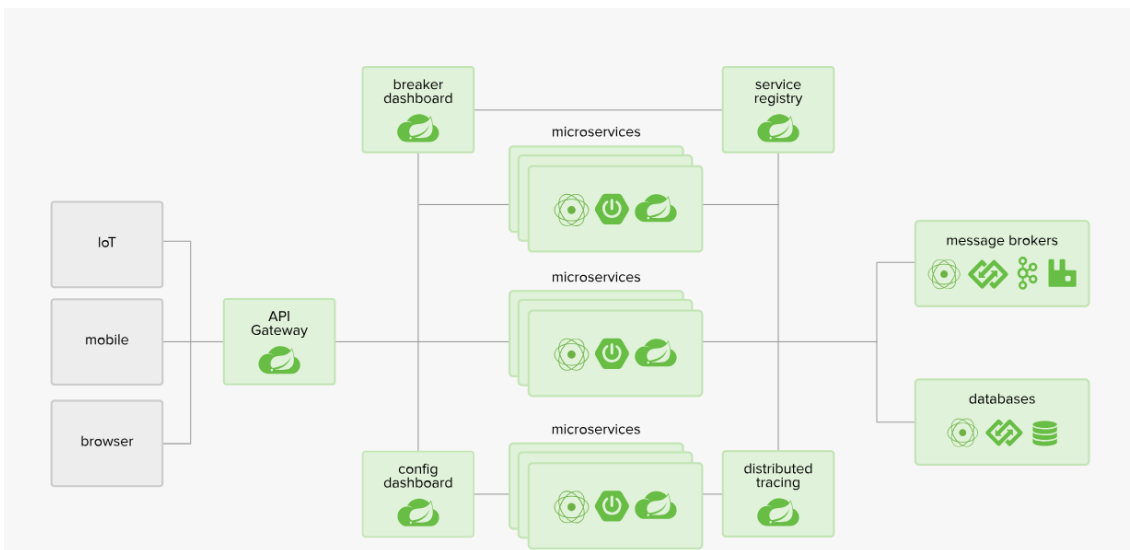 breaker
dashboard
service
registry
microservices
IoT
message brokers
microservices
API
Gateway
mobile
databases
browser
microservices
config
dashboard
distributed
tracing